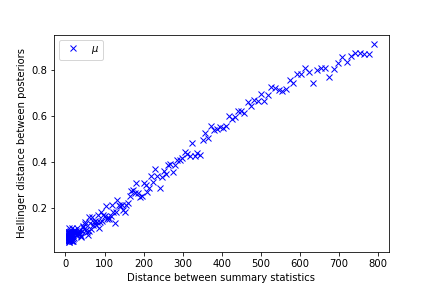 × μ
0.8
0.6
0.4
0.2
Hellinger distance between posteriors
0 100 200 300 400 500 600 700 800
Distance between summary statistics